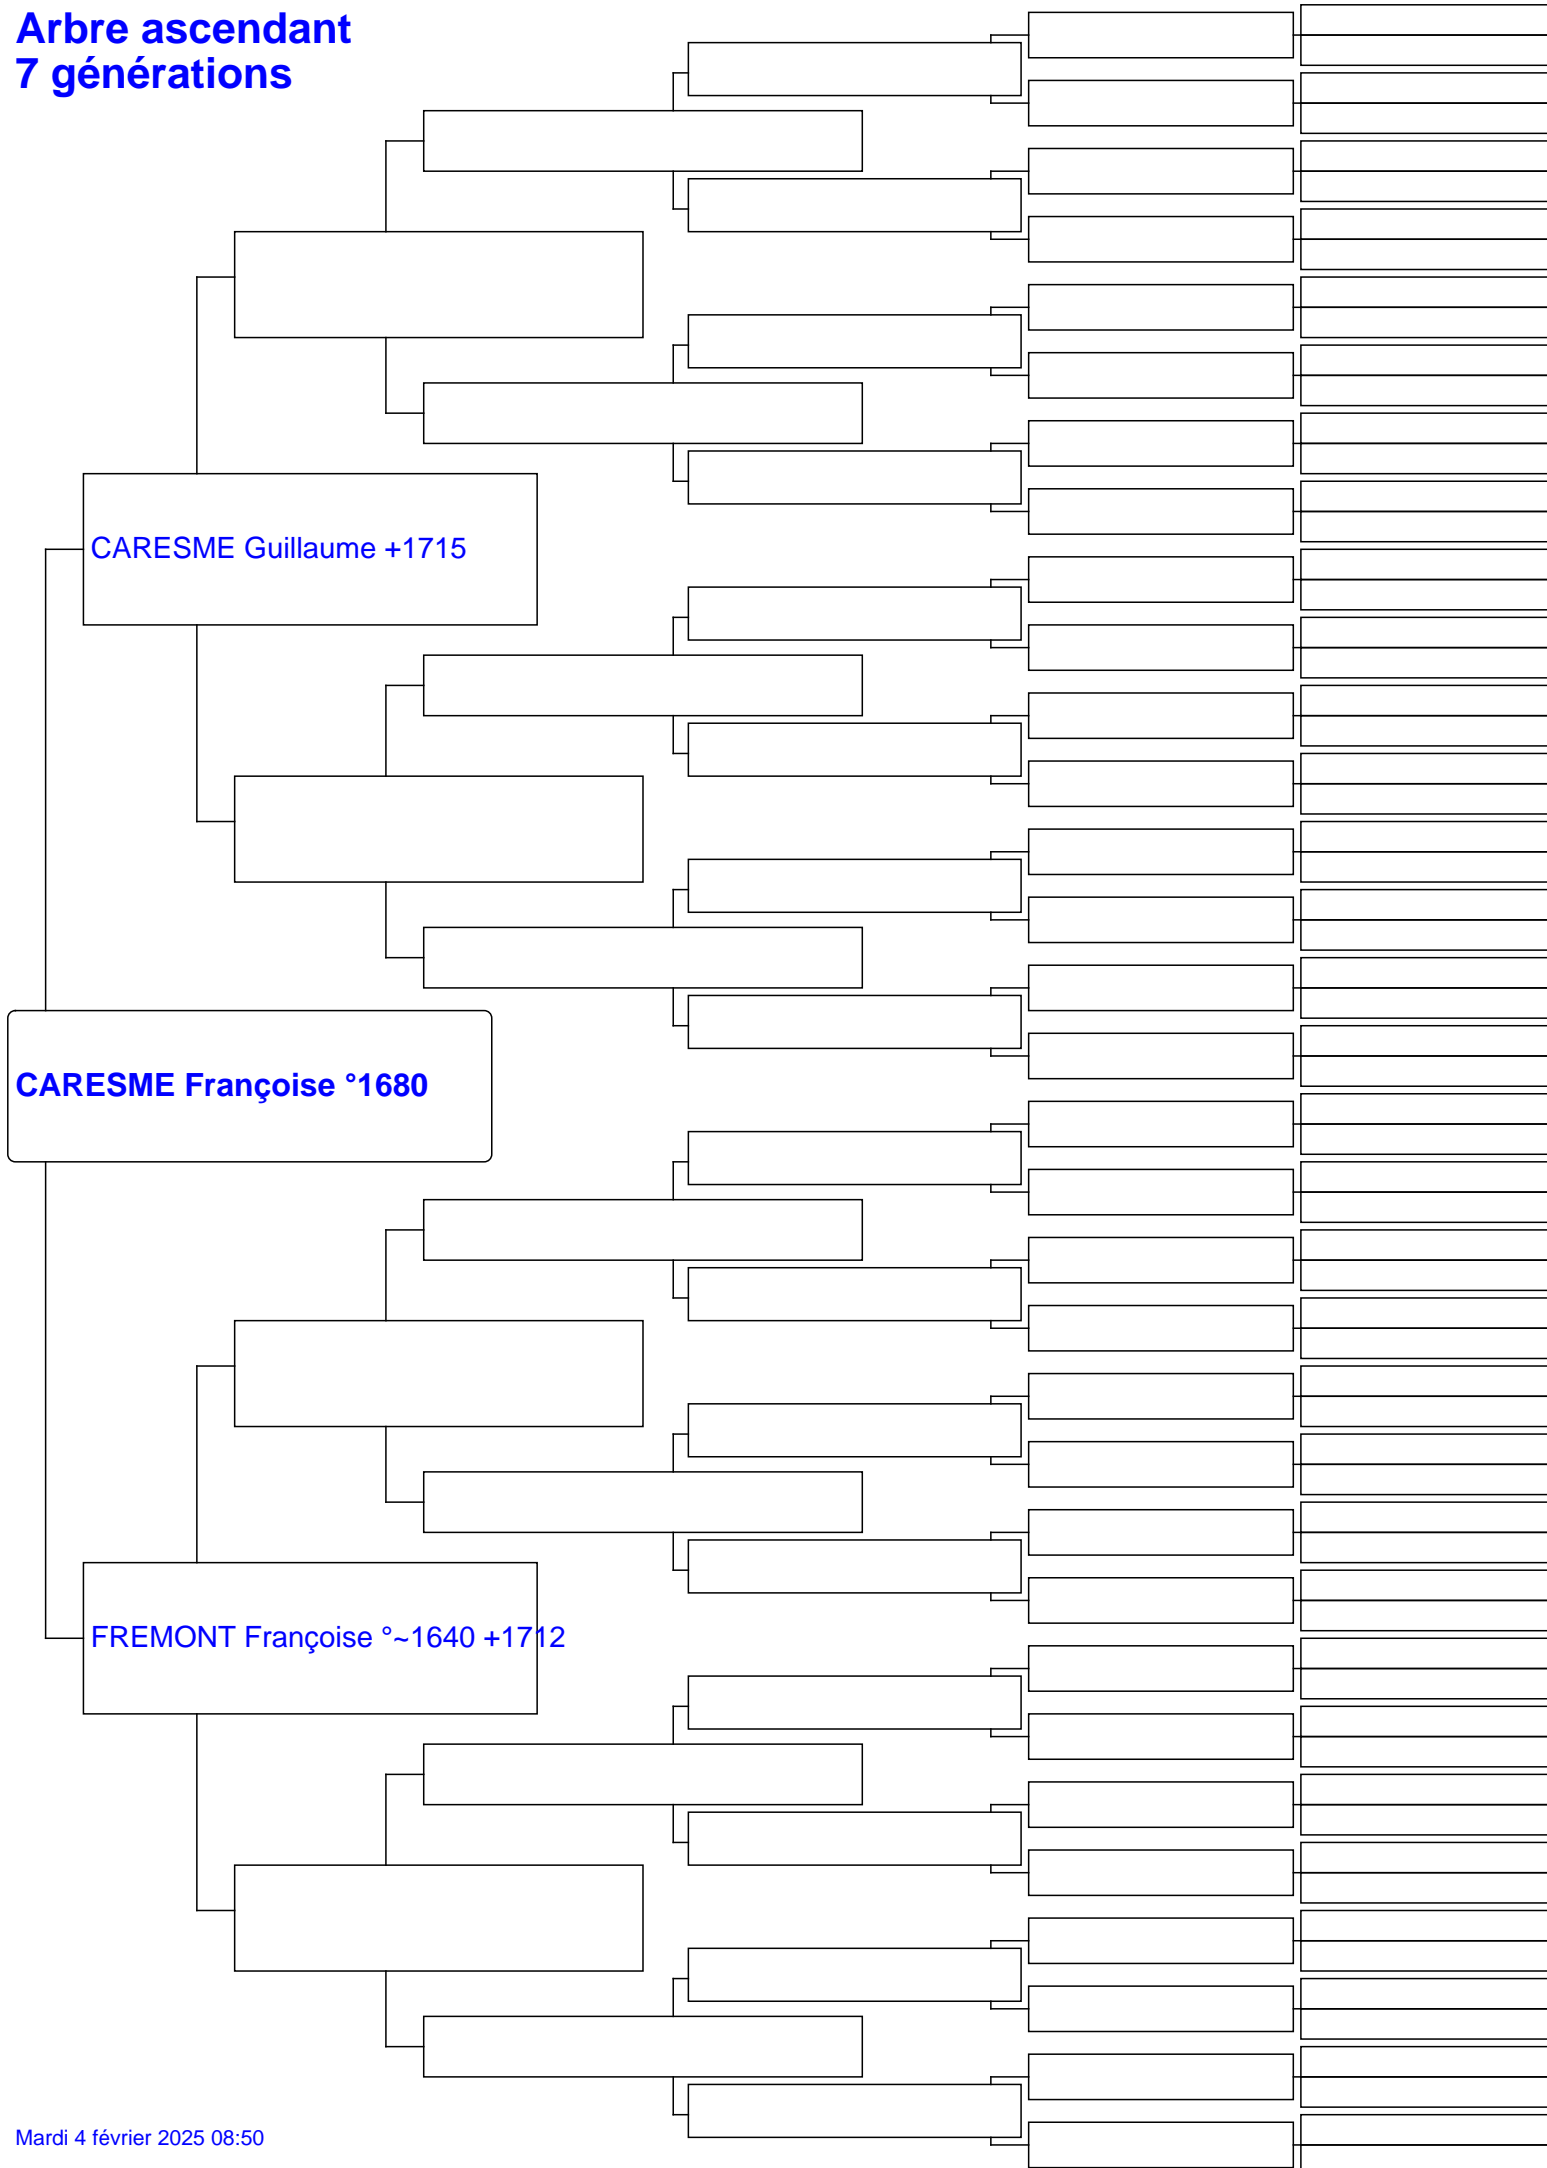 Arbre ascendant
7 générations
CARESME Guillaume +1715
CARESME Françoise °1680
FREMONT Françoise °~1640 +1712
Mardi 4 février 2025 08:50